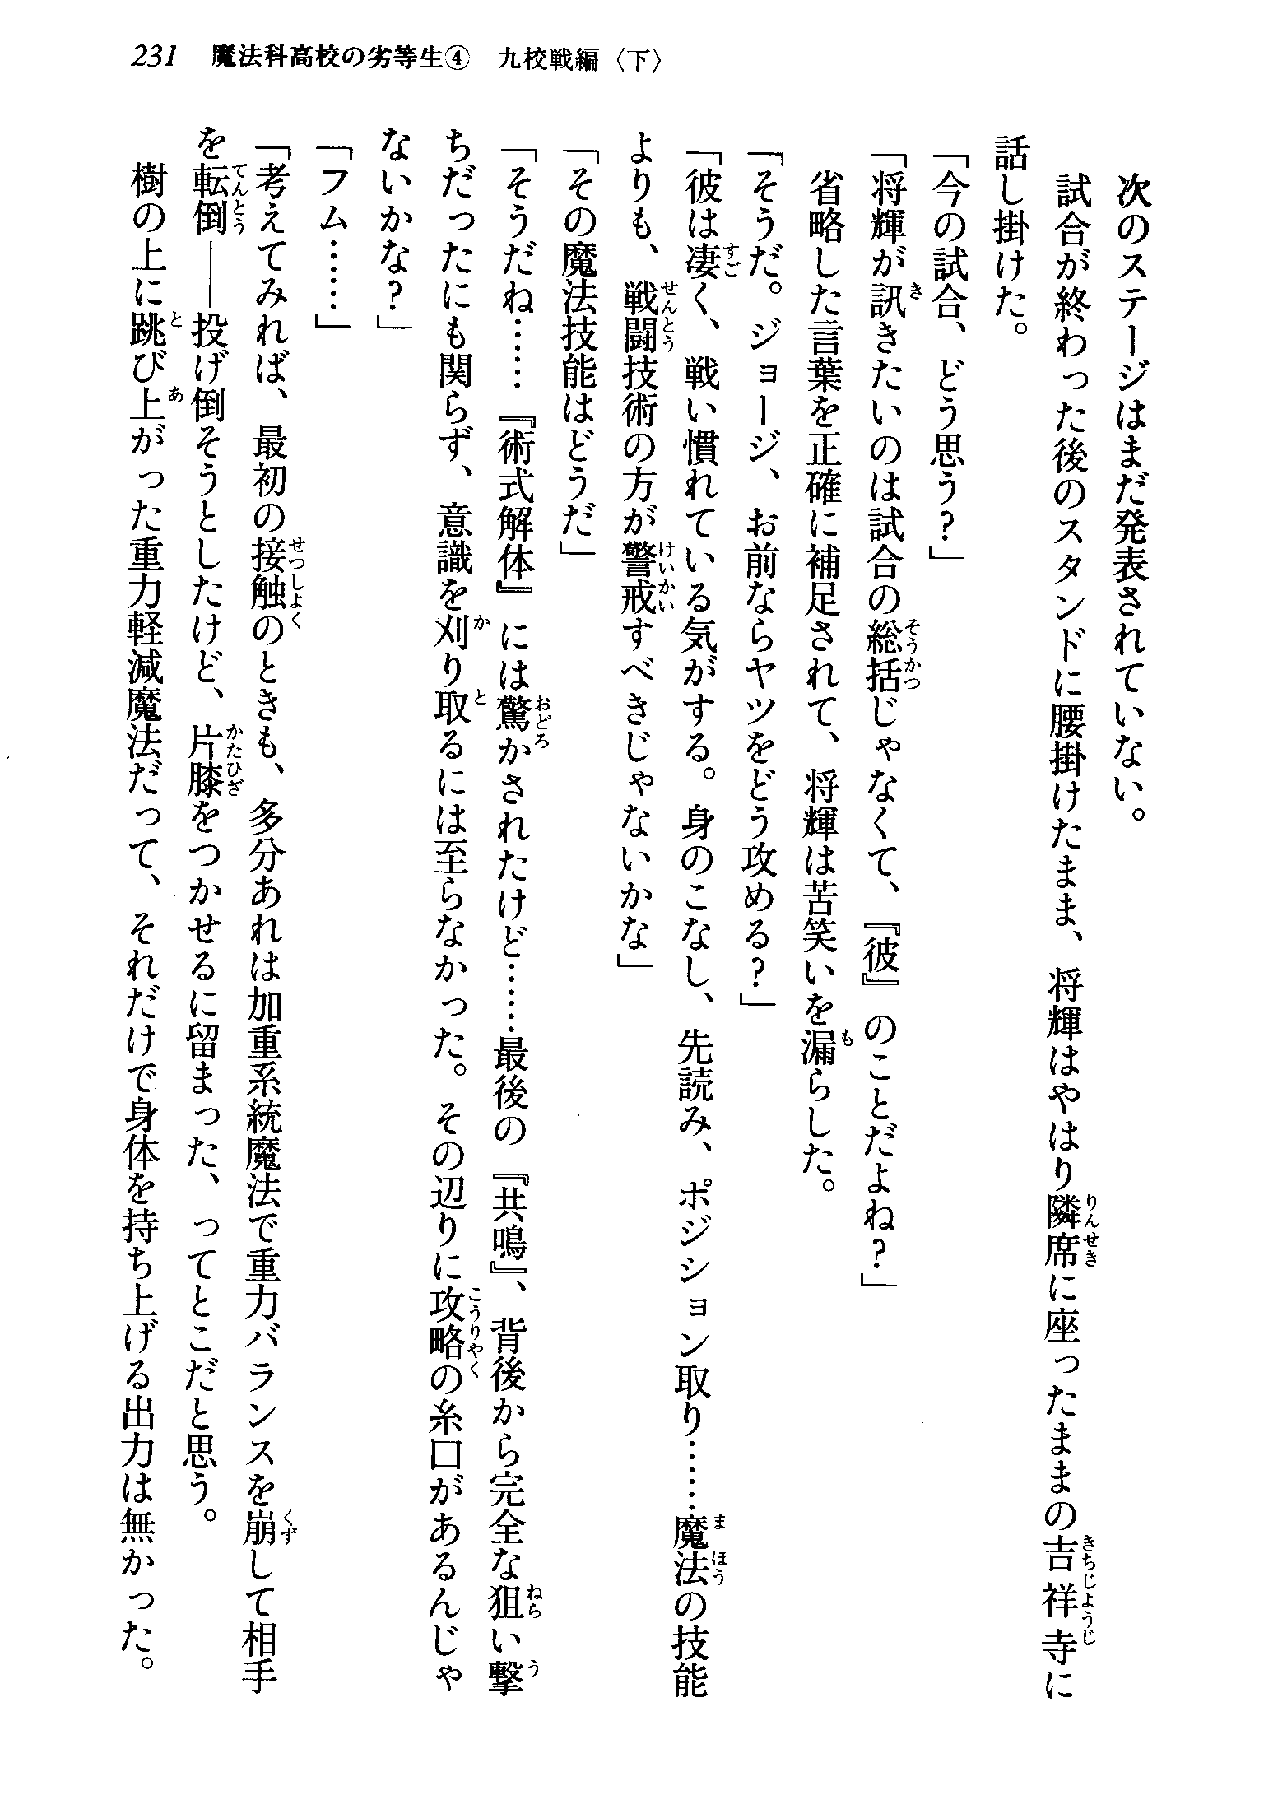 231　魔法科高校の劣等生④　九校戦編〈下〉
　次のステージはまだ発表されていない。
　試合が終わった後のスタンドに腰掛けたまま、将輝はやはり隣席に座ったままの吉祥寺に
話し掛けた。
「今の試合、どう思う？」
「将輝が訊きたいのは試合の総括じゃなくて、『彼』のことだよね？」
　省略した言葉を正確に補足されて、将輝は苦笑いを漏らした。
「そうだ。ジョージ、お前ならヤツをどう攻める？」
「彼は凄く、戦い慣れている気がする。身のこなし、先読み、ポジション取り……魔法の技能
よりも、戦闘技術の方が警戒すべきじゃないかな」
「その魔法技能はどうだ」
「そうだね……『術式解体』には驚かされたけど……最後の『共鳴』、背後から完全な狙い撃
ちだったにも関らず、意識を刈り取るには至らなかった。その辺りに攻略の糸口があるんじゃ
ないかな？」
「フム……」
「考えてみれば、最初の接触のときも、多分あれは加重系統魔法で重力バランスを崩して相手
を転倒――投げ倒そうとしたけど、片膝をつかせるに留まった、ってとこだと思う。
　樹の上に跳び上がった重力軽減魔法だって、それだけで身体を持ち上げる出力は無かった。